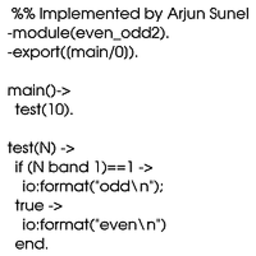 %% Implemented by Arjun Sunel
-module(even_odd2).
-export([main/0]).
main()->
test(10).
test(N) ->
if (N band 1)==1 ->
io:format("odd\n");
true ->
io:format("even\n")
end.